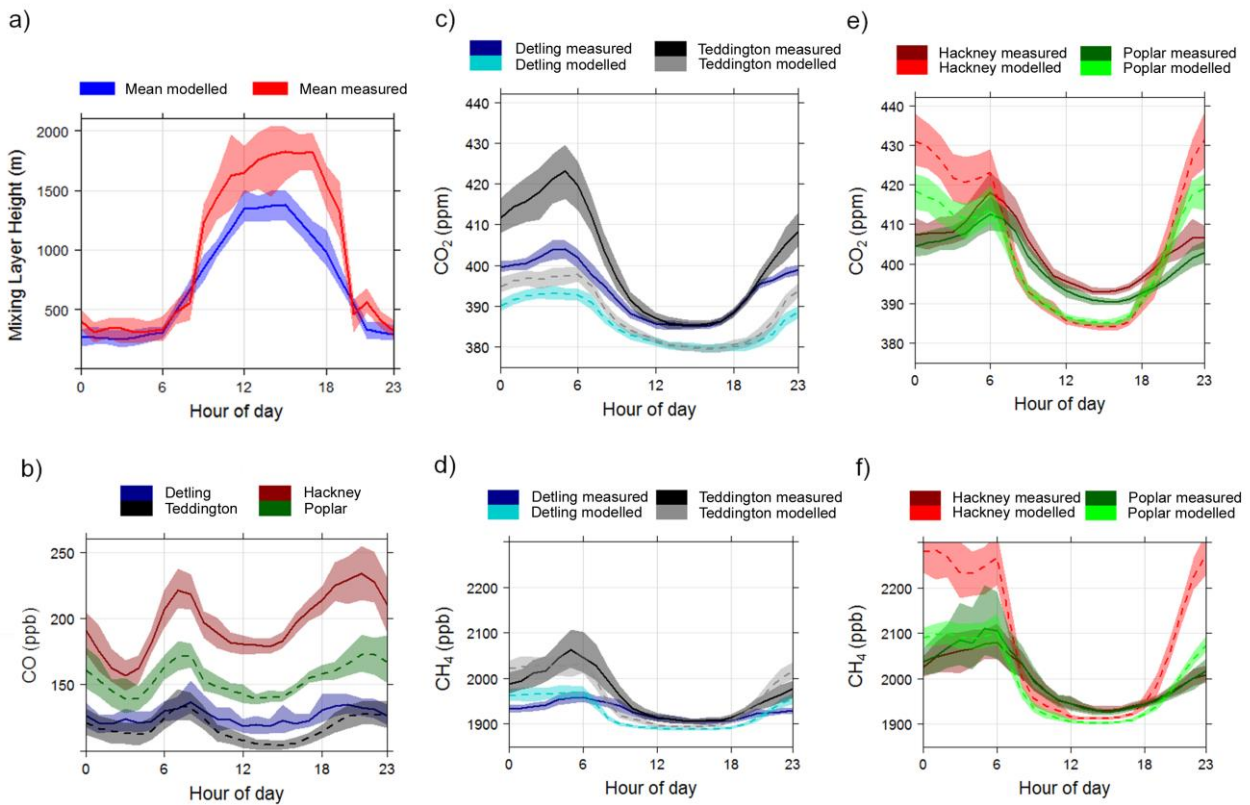 a)
Mean modelled Mean measured
2000
1500
1000
500
Mixing Layer Height (m)
0 6 12 18 23
Hour of day
b)
Detling Hackney
Teddington Poplar
250
200
150
CO (ppb)
0 6 12 18 23
Hour of day
c)
Detling measured Teddington measured
Detling modelled Teddington modelled
440
430
420
410
400
390
380
CO₂ (ppm)
0 6 12 18 23
Hour of day
d)
Detling measured Teddington measured
Detling modelled Teddington modelled
2200
2100
2000
1900
CH₄ (ppb)
0 6 12 18 23
Hour of day
e)
Hackney measured Poplar measured
Hackney modelled Poplar modelled
440
430
420
410
400
390
380
CO₂ (ppm)
0 6 12 18 23
Hour of day
f)
Hackney measured Poplar measured
Hackney modelled Poplar modelled
2200
2100
2000
1900
CH₄ (ppb)
0 6 12 18 23
Hour of day